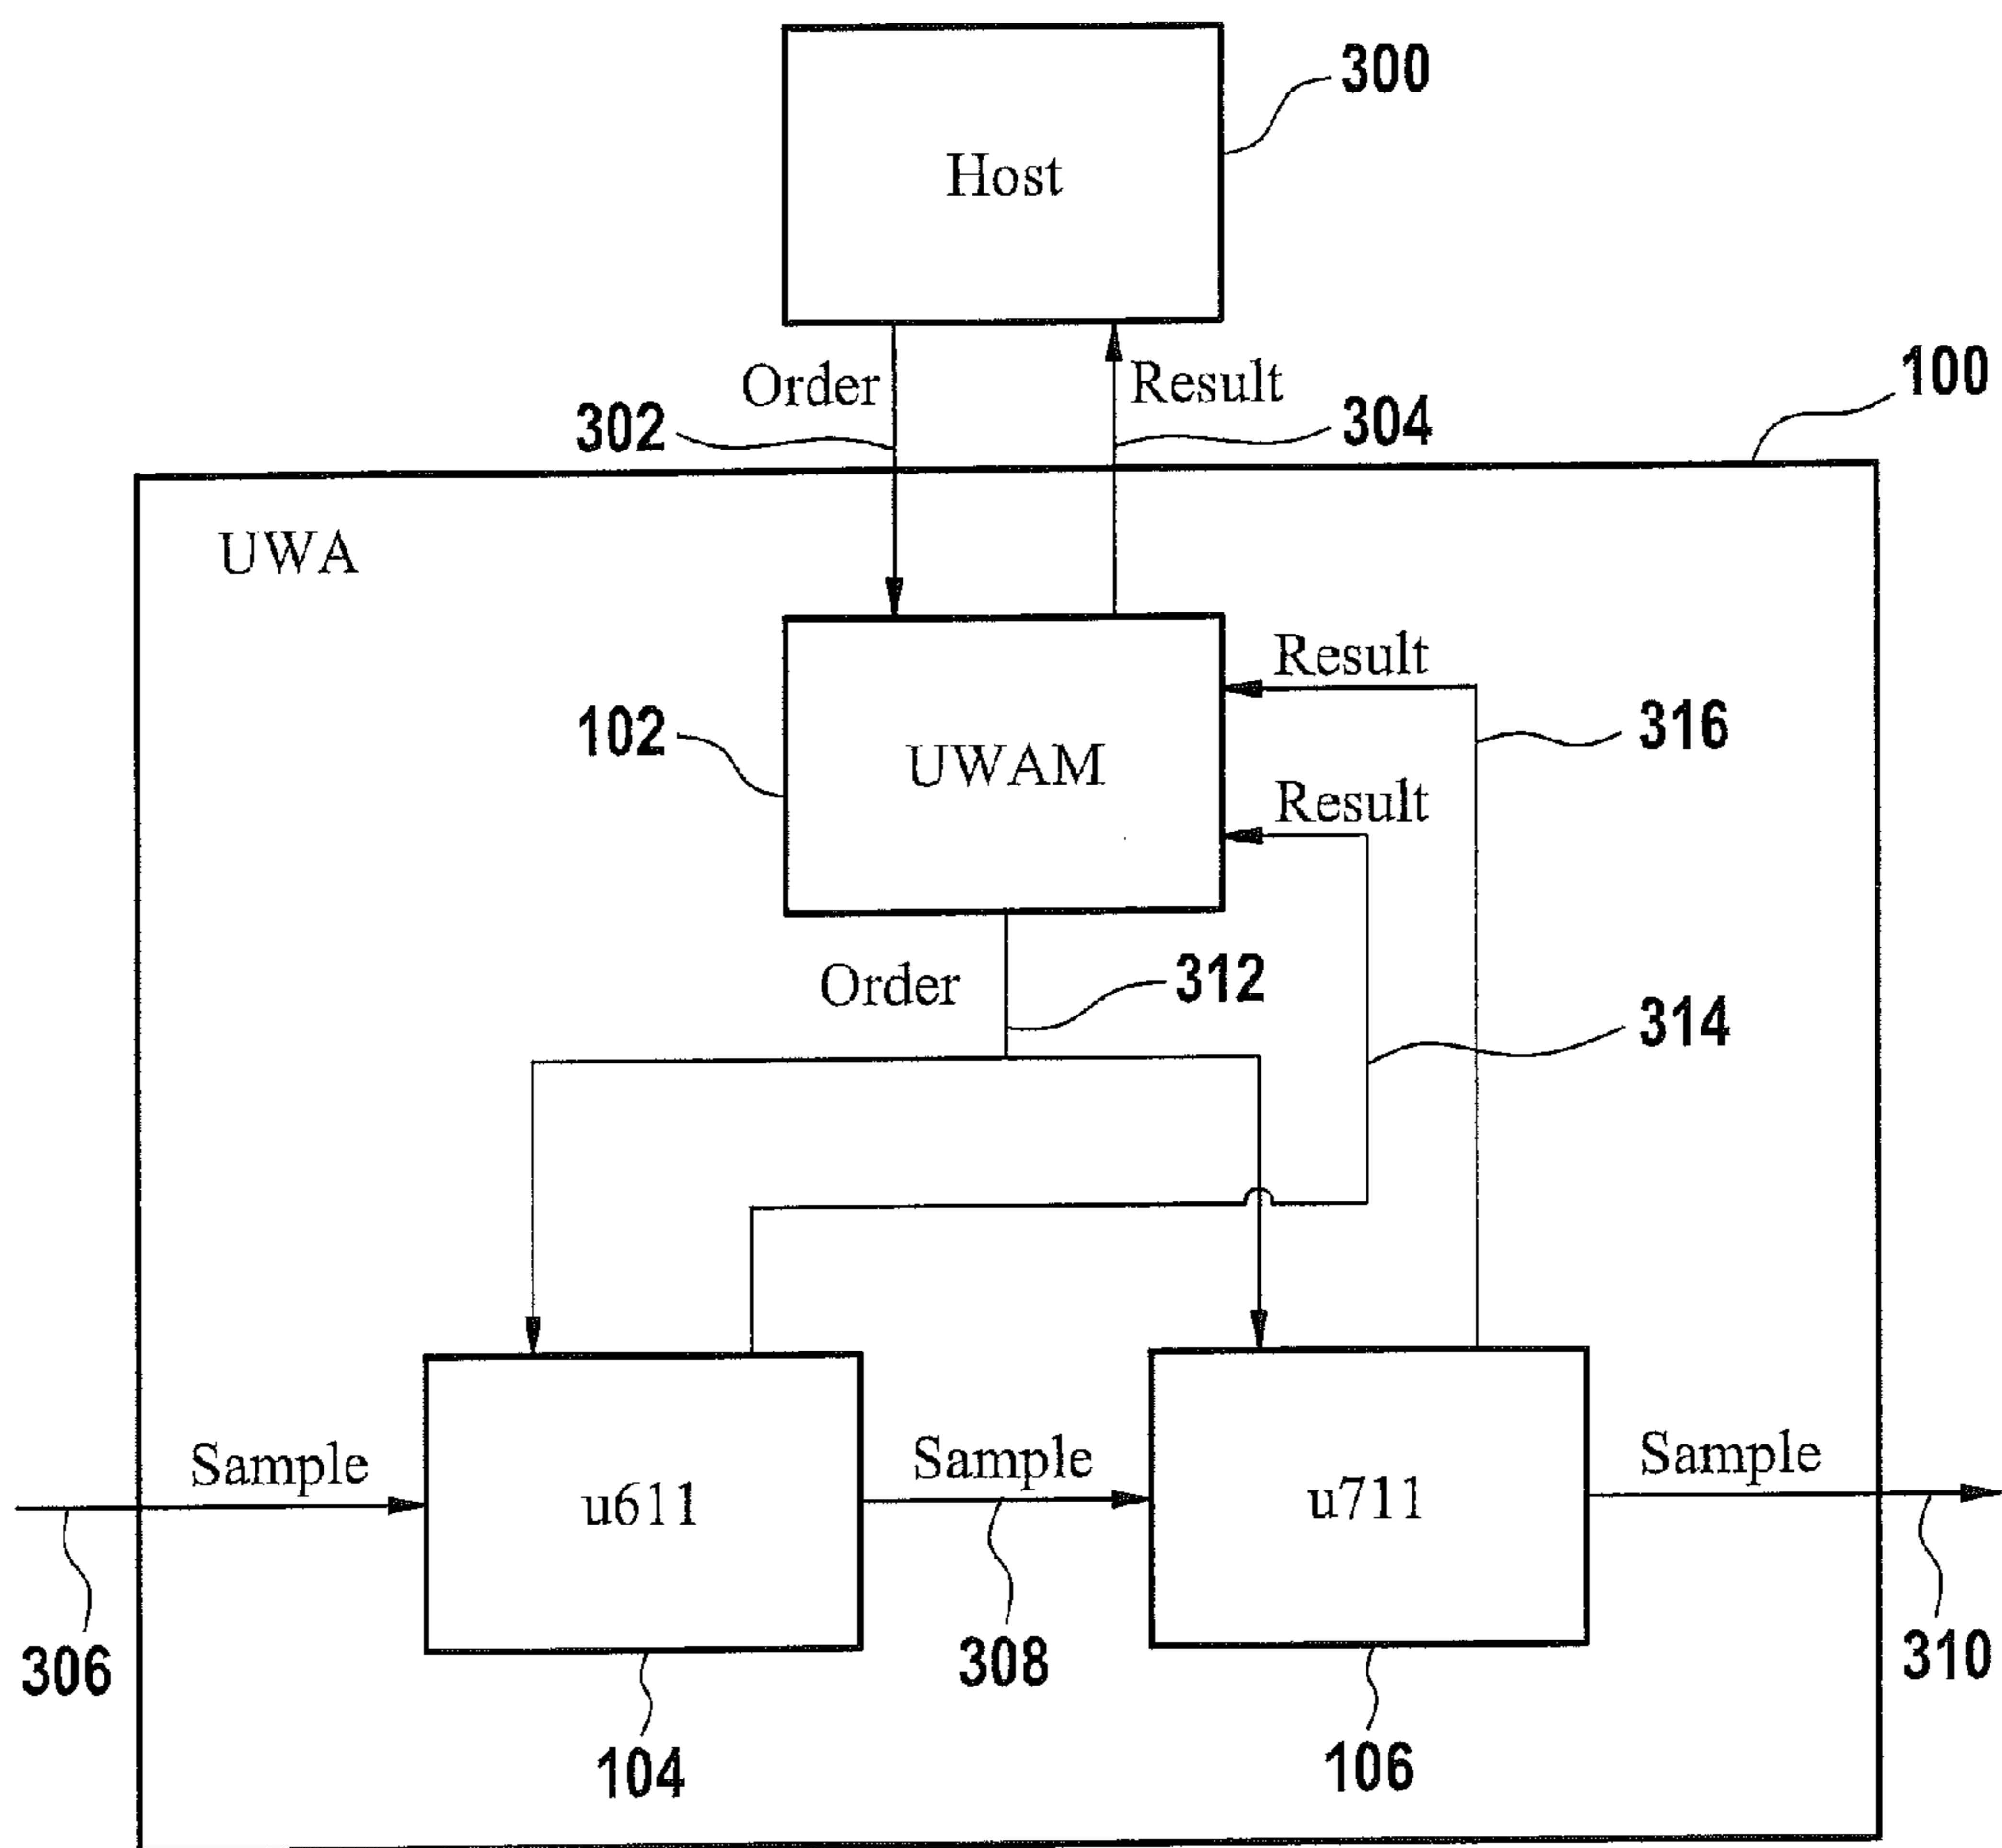 300
Host
100
Order
Result
302
304
UWA
Result
316
102
UWAM
Result
Order
312
314
Sample
Sample
Sample
u611
u711
306
308
310
104
106